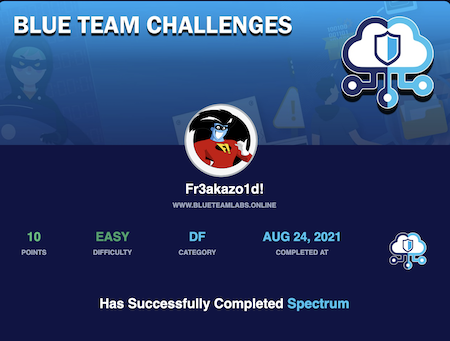 BLUE TEAM CHALLENGES
Fr3akazo1d!
WWW.BLUETEAMLABS.ONLINE
10 EASY DF AUG 24, 2021
POINTS DIFFICULTY CATEGORY COMPLETED AT
Has Successfully Completed Spectrum